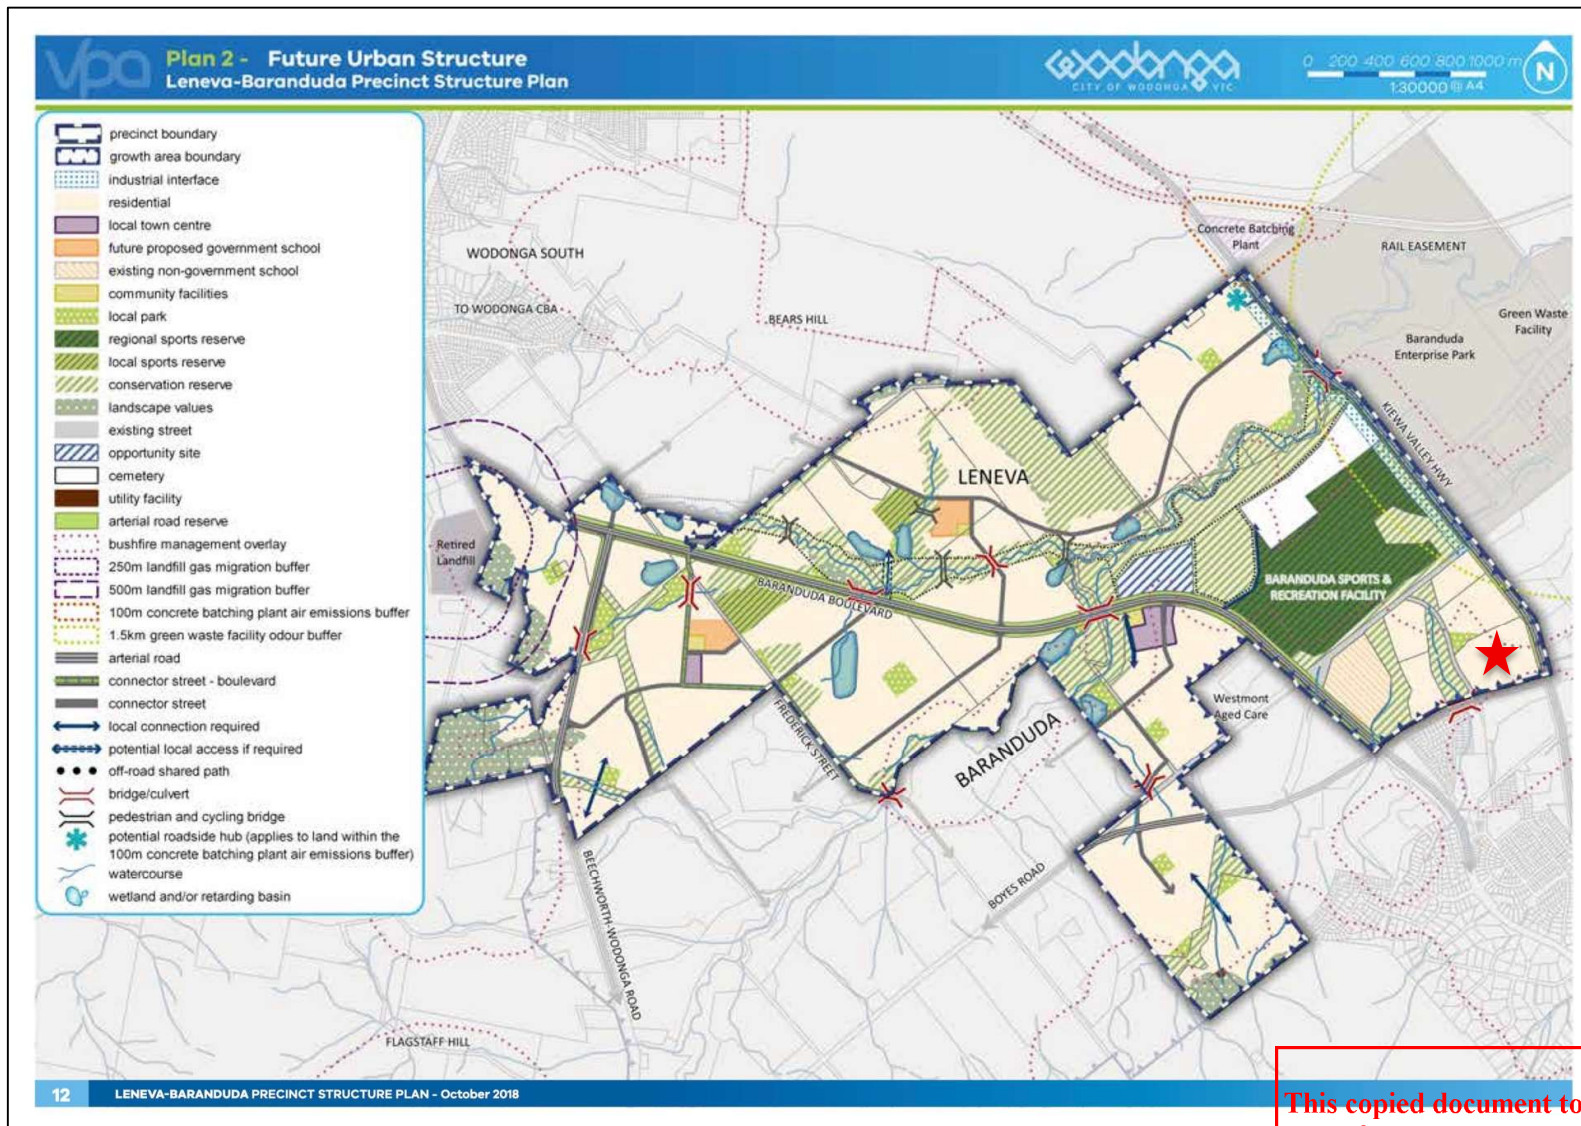 vpa
Plan 2 - Future Urban Structure
Leneva-Baranduda Precinct Structure Plan
wodonga
CITY OF WODONGA VIC
0 200 400 600 800 1000 m
1:30000 @ A4
N
precinct boundary
growth area boundary
industrial interface
residential
local town centre
future proposed government school
existing non-government school
community facilities
local park
regional sports reserve
local sports reserve
conservation reserve
landscape values
existing street
opportunity site
cemetery
utility facility
arterial road reserve
bushfire management overlay
250m landfill gas migration buffer
500m landfill gas migration buffer
100m concrete batching plant air emissions buffer
1.5km green waste facility odour buffer
arterial road
connector street - boulevard
connector street
local connection required
potential local access if required
off-road shared path
bridge/culvert
pedestrian and cycling bridge
potential roadside hub (applies to land within the
100m concrete batching plant air emissions buffer)
watercourse
wetland and/or retarding basin
WODONGA SOUTH
TO WODONGA CBA
BEARS HILL
Concrete Batching
Plant
RAIL EASEMENT
Green Waste
Facility
Baranduda
Enterprise Park
KIEWA VALLEY HWY
LENEVA
Retired
Landfill
BARANDUDA BOULEVARD
BARANDUDA SPORTS &
RECREATION FACILITY
Westmont
Aged Care
FREDERICK STREET
BARANDUDA
BOYES ROAD
BEECHWORTH-WODONGA ROAD
FLAGSTAFF HILL
12
LENEVA-BARANDUDA PRECINCT STRUCTURE PLAN - October 2018
This copied document to